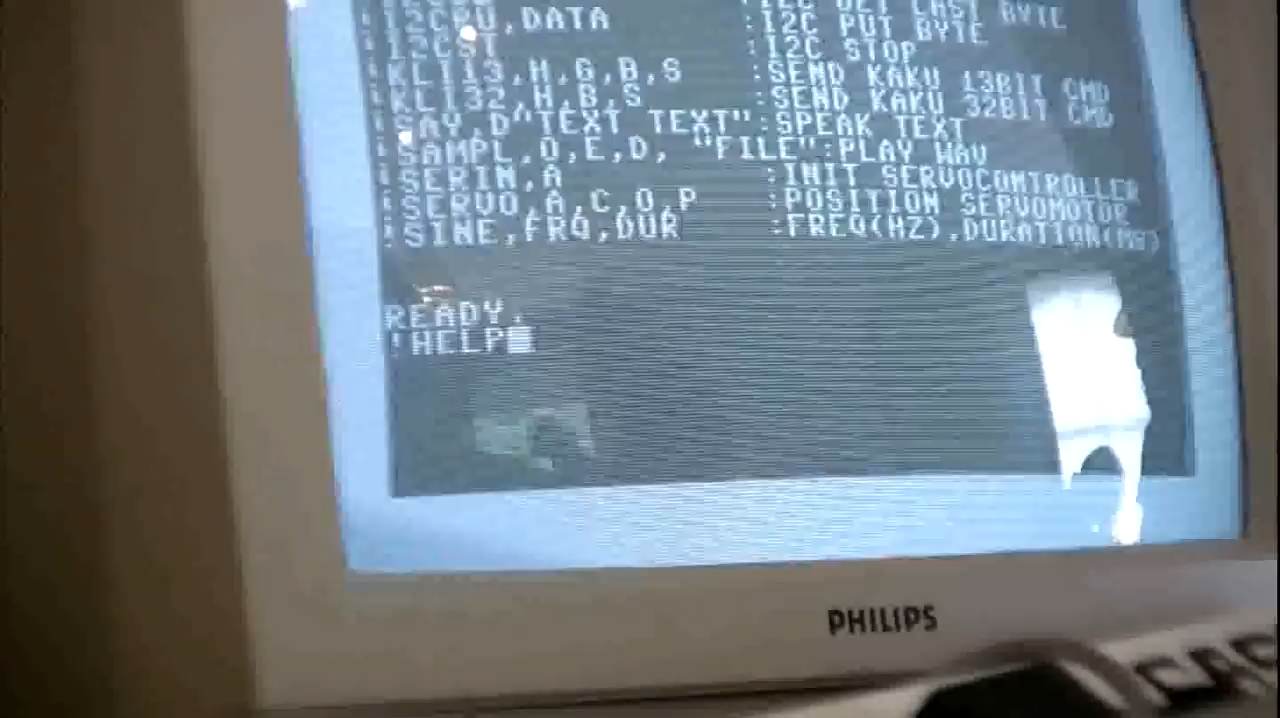 !I2CPU,DATA :I2C PUT BYTE
!I2CST :I2C STOP
!KL113,H,G,B,S :SEND KAKU 13BIT CMD
!KL132,H,B,S :SEND KAKU 32BIT CMD
!SAY,D"TEXT TEXT":SPEAK TEXT
!SAMPL,O,E,D, "FILE":PLAY WAV
!SERIN,A :INIT SERVOCONTROLLER
!SERVO,A,C,O,P :POSITION SERVOMOTOR
!SINE,FRQ,DUR :FREQ(HZ),DURATION(MS)
READY.
!HELP
PHILIPS